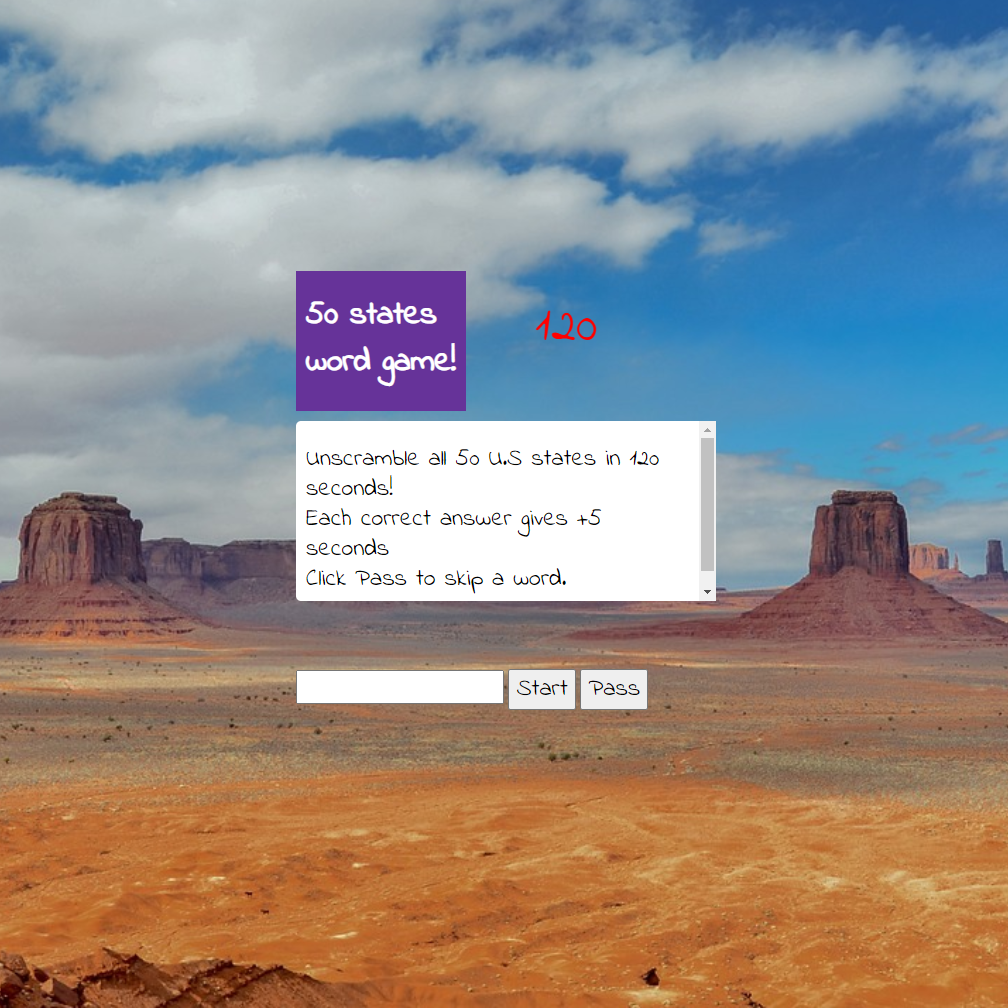 50 states
word game!
120
Unscramble all 50 U.S states in 120
seconds!
Each correct answer gives +5
seconds
Click Pass to skip a word.
Start Pass